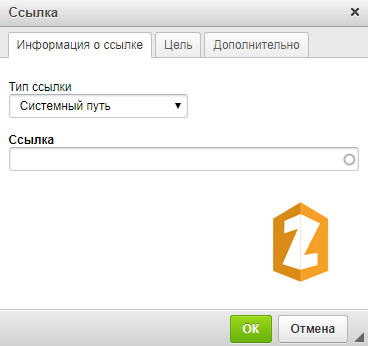 Ссылка
Информация о ссылке Цель Дополнительно
Тип ссылки
Системный путь
Ссылка
Z
ОК Отмена